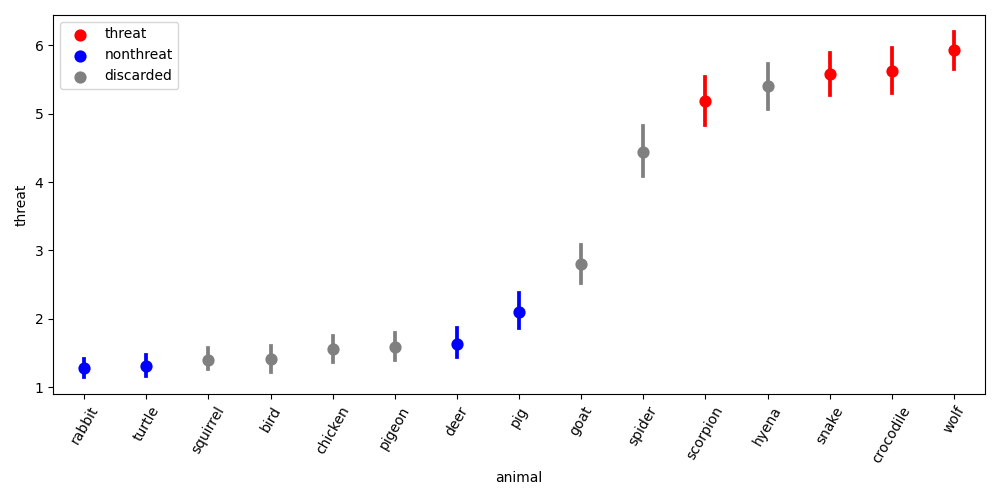 threat
nonthreat
discarded
6
5
4
3
2
1
threat
rabbit
turtle
squirrel
bird
chicken
pigeon
deer
pig
goat
spider
scorpion
hyena
snake
crocodile
wolf
animal